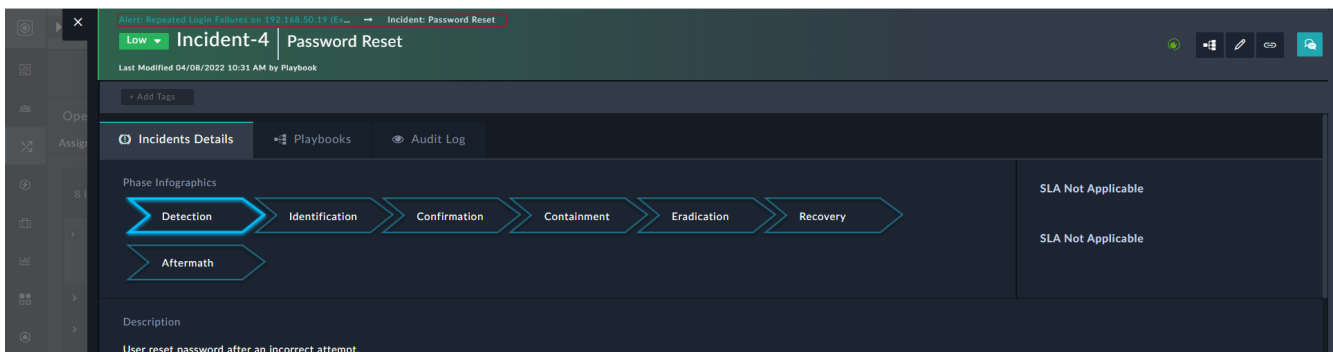 Alert: Repeated Login Failures on 192.168.50.19 (Ex... → Incident: Password Reset
Low Incident-4 Password Reset
Last Modified 04/08/2022 10:31 AM by Playbook
+ Add Tags
Ope
Incidents Details Playbooks Audit Log
Assig
Phase Infographics
SLA Not Applicable
8 I
Detection Identification Confirmation Containment Eradication Recovery
SLA Not Applicable
Aftermath
Description
User reset password after an incorrect attempt.